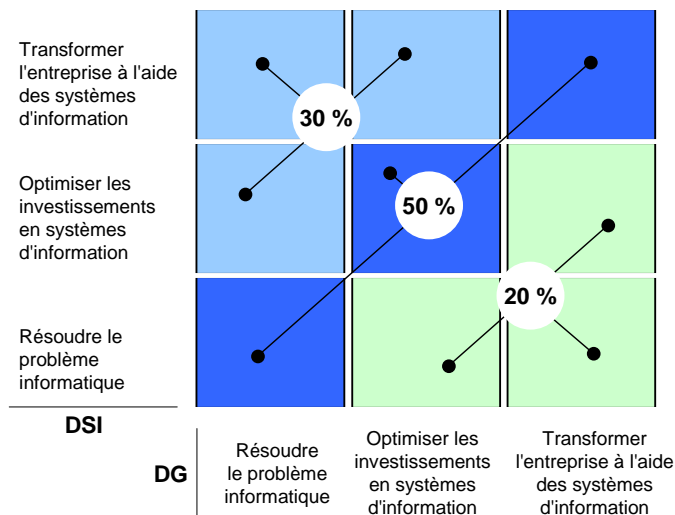 Transformer
l'entreprise à l'aide
des systèmes
d'information
30 %
Optimiser les
investissements
en systèmes
d'information
50 %
20 %
Résoudre le
problème
informatique
DSI
DG
Résoudre
le problème
informatique
Optimiser les
investissements
en systèmes
d'information
Transformer
l'entreprise à l'aide
des systèmes
d'information